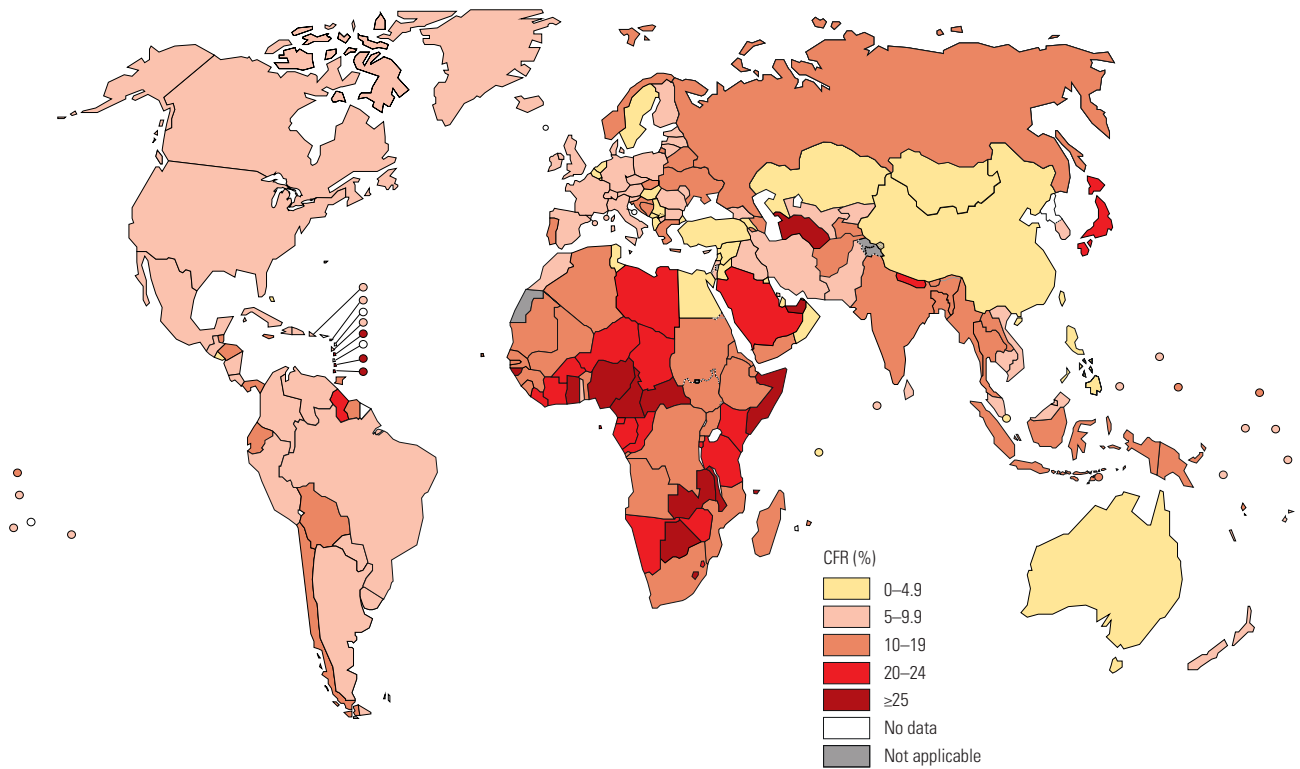 CFR (%)
0–4.9
5–9.9
10–19
20–24
≥25
No data
Not applicable